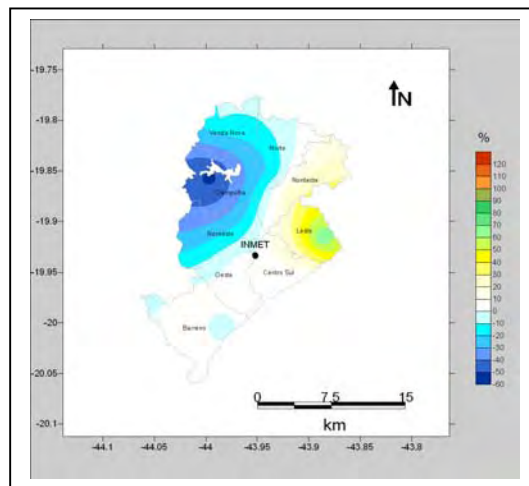 N
-19.75
-19.8
-19.85
-19.9
-19.95
-20
-20.05
-20.1
-44.1
-44.05
-44
-43.95
-43.9
-43.85
-43.8
Venda Nova
Norte
Nordeste
Pampulha
Noroeste
Leste
INMET
Oeste
Centro Sul
Barreiro
0 7.5 15
km
%
120
110
100
90
80
70
60
50
40
30
20
10
0
-10
-20
-30
-40
-50
-60